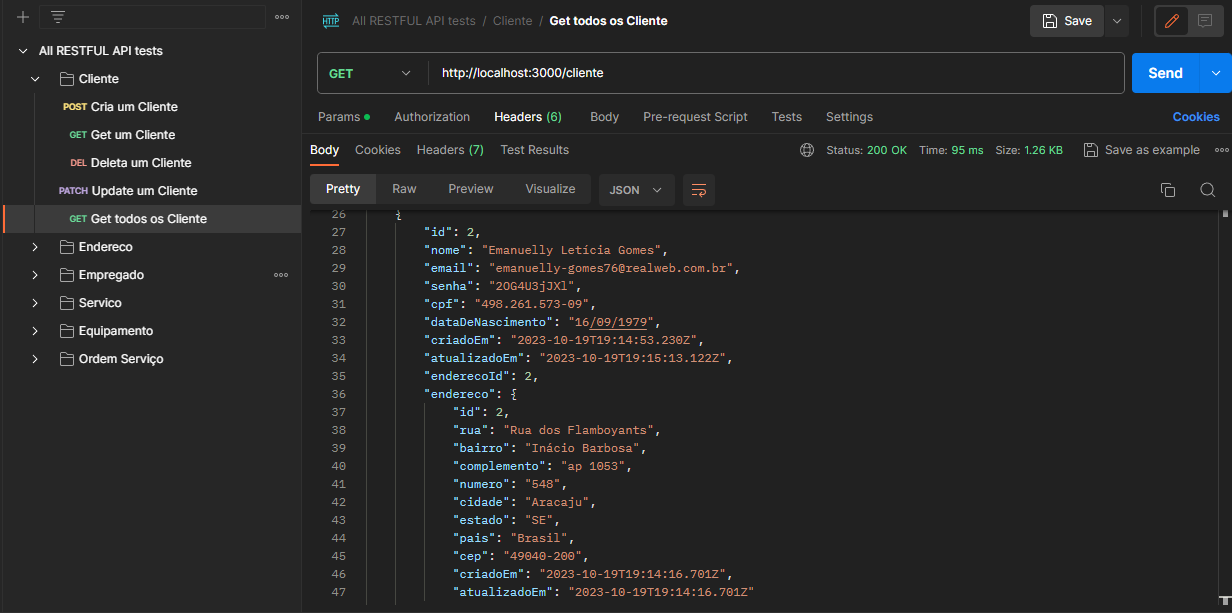 All RESTFUL API tests
Cliente
POST Cria um Cliente
GET Get um Cliente
DEL Deleta um Cliente
PATCH Update um Cliente
GET Get todos os Cliente
Endereco
Empregado
Servico
Equipamento
Ordem Serviço
HTTP All RESTFUL API tests / Cliente / Get todos os Cliente
Save
GET http://localhost:3000/cliente
Send
Params Authorization Headers (6) Body Pre-request Script Tests Settings Cookies
Body Cookies Headers (7) Test Results Status: 200 OK Time: 95 ms Size: 1.26 KB Save as example
Pretty Raw Preview Visualize JSON
26 {
27 "id": 2,
28 "nome": "Emanuelly Letícia Gomes",
29 "email": "emanuelly-gomes76@realweb.com.br",
30 "senha": "2OG4U3jJXl",
31 "cpf": "498.261.573-09",
32 "dataDeNascimento": "16/09/1979",
33 "criadoEm": "2023-10-19T19:14:53.230Z",
34 "atualizadoEm": "2023-10-19T19:15:13.122Z",
35 "enderecoId": 2,
36 "endereco": {
37 "id": 2,
38 "rua": "Rua dos Flamboyants",
39 "bairro": "Inácio Barbosa",
40 "complemento": "ap 1053",
41 "numero": "548",
42 "cidade": "Aracaju",
43 "estado": "SE",
44 "pais": "Brasil",
45 "cep": "49040-200",
46 "criadoEm": "2023-10-19T19:14:16.701Z",
47 "atualizadoEm": "2023-10-19T19:14:16.701Z"